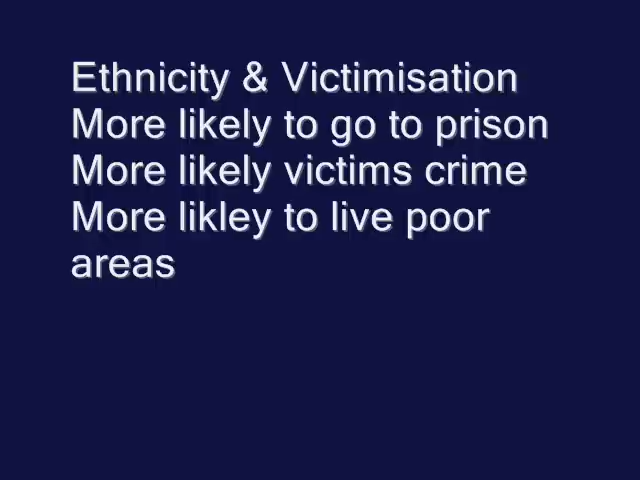 Ethnicity & Victimisation
More likely to go to prison
More likely victims crime
More likley to live poor
areas